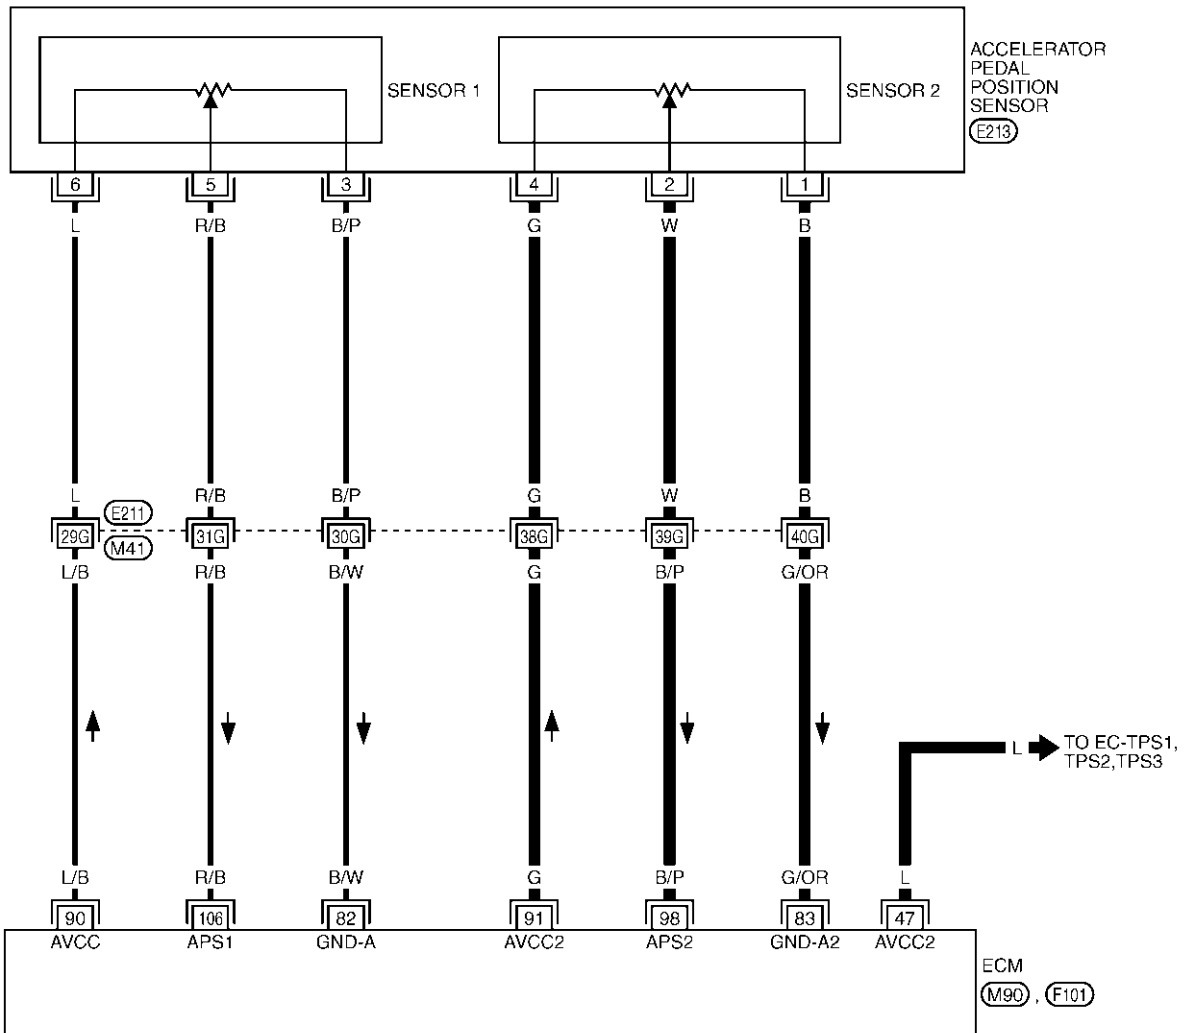 ACCELERATOR
PEDAL
POSITION
SENSOR
E213
SENSOR 1
SENSOR 2
6 5 3 4 2 1
L R/B B/P G W B
L R/B B/P G W B
E211
29G 31G 30G 38G 39G 40G
M41
L/B R/B B/W G B/P G/OR
L
TO EC-TPS1,
TPS2,TPS3
L/B R/B B/W G B/P G/OR L
90 106 82 91 98 83 47
AVCC APS1 GND-A AVCC2 APS2 GND-A2 AVCC2
ECM
M90 , F101